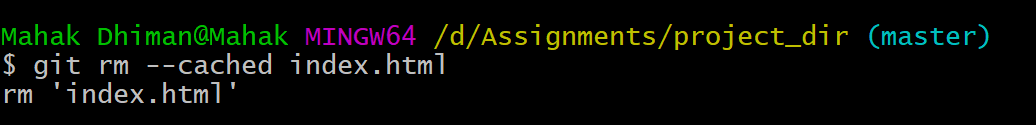 Mahak Dhiman@Mahak MINGW64 /d/Assignments/project_dir (master)
$ git rm --cached index.html
rm 'index.html'